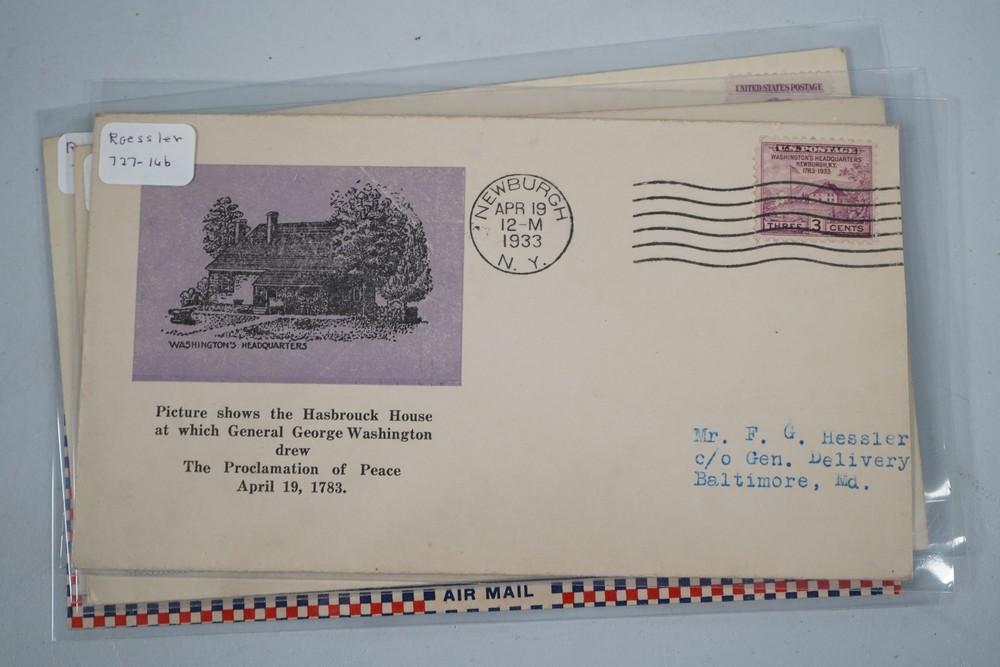 UNITED STATES POSTAGE
Roessler
727-16b
R
U.S. POSTAGE
WASHINGTON'S HEADQUARTERS
NEWBURGH, N.Y.
1783-1933
THREE 3 CENTS
NEWBURGH
APR 19
12-M
1933
N. Y.
WASHINGTON'S HEADQUARTERS
Picture shows the Hasbrouck House
at which General George Washington
drew
The Proclamation of Peace
April 19, 1783.
Mr. F. G. Hessler
c/o Gen. Delivery
Baltimore, Md.
AIR MAIL